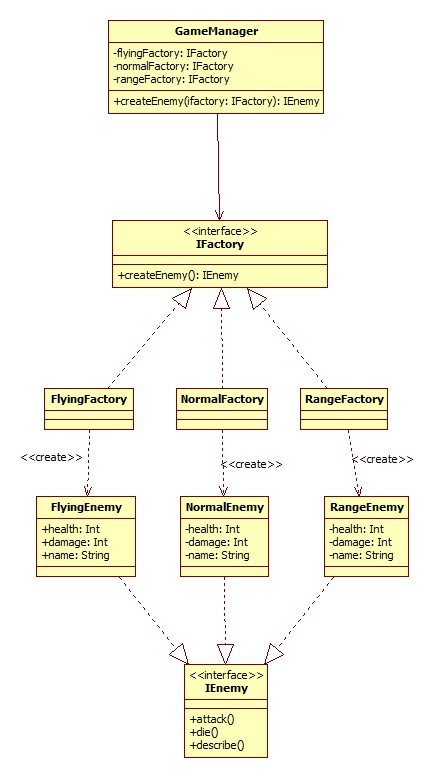 GameManager
-flyingFactory: IFactory
-normalFactory: IFactory
-rangeFactory: IFactory
+createEnemy(ifactory: IFactory): IEnemy
<<interface>>
IFactory
+createEnemy(): IEnemy
FlyingFactory
NormalFactory
RangeFactory
<<create>>
<<create>>
<<create>>
FlyingEnemy
+health: Int
+damage: Int
+name: String
NormalEnemy
-health: Int
-damage: Int
-name: String
RangeEnemy
-health: Int
-damage: Int
-name: String
<<interface>>
IEnemy
+attack()
+die()
+describe()